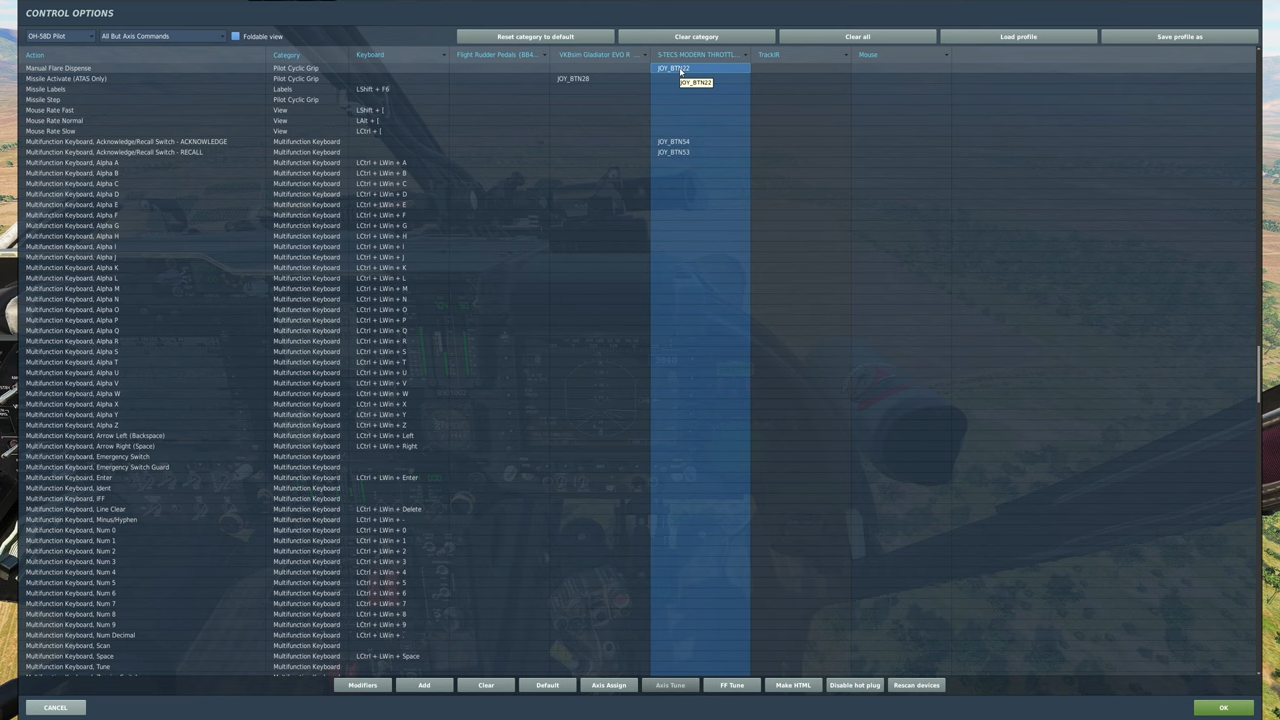 CONTROL OPTIONS
OH-58D Pilot All But Axis Commands Foldable view Reset category to default Clear category Clear all Load profile Save profile as
Action Category Keyboard Flight Rudder Pedals (BB4... VKBsim Gladiator EVO R ... S-TECS MODERN THROTTL... TrackIR Mouse
Manual Flare Dispense Pilot Cyclic Grip JOY_BTN22
Missile Activate (ATAS Only) Pilot Cyclic Grip JOY_BTN28
JOY_BTN22
Missile Labels Labels LShift + F6
Missile Step Pilot Cyclic Grip
Mouse Rate Fast View LShift + [
Mouse Rate Normal View LAlt + [
Mouse Rate Slow View LCtrl + [
Multifunction Keyboard, Acknowledge/Recall Switch - ACKNOWLEDGE Multifunction Keyboard JOY_BTN54
Multifunction Keyboard, Acknowledge/Recall Switch - RECALL Multifunction Keyboard JOY_BTN53
Multifunction Keyboard, Alpha A Multifunction Keyboard LCtrl + LWin + A
Multifunction Keyboard, Alpha B Multifunction Keyboard LCtrl + LWin + B
Multifunction Keyboard, Alpha C Multifunction Keyboard LCtrl + LWin + C
Multifunction Keyboard, Alpha D Multifunction Keyboard LCtrl + LWin + D
Multifunction Keyboard, Alpha E Multifunction Keyboard LCtrl + LWin + E
Multifunction Keyboard, Alpha F Multifunction Keyboard LCtrl + LWin + F
Multifunction Keyboard, Alpha G Multifunction Keyboard LCtrl + LWin + G
Multifunction Keyboard, Alpha H Multifunction Keyboard LCtrl + LWin + H
Multifunction Keyboard, Alpha I Multifunction Keyboard LCtrl + LWin + I
Multifunction Keyboard, Alpha J Multifunction Keyboard LCtrl + LWin + J
Multifunction Keyboard, Alpha K Multifunction Keyboard LCtrl + LWin + K
Multifunction Keyboard, Alpha L Multifunction Keyboard LCtrl + LWin + L
Multifunction Keyboard, Alpha M Multifunction Keyboard LCtrl + LWin + M
Multifunction Keyboard, Alpha N Multifunction Keyboard LCtrl + LWin + N
Multifunction Keyboard, Alpha O Multifunction Keyboard LCtrl + LWin + O
Multifunction Keyboard, Alpha P Multifunction Keyboard LCtrl + LWin + P
Multifunction Keyboard, Alpha Q Multifunction Keyboard LCtrl + LWin + Q
Multifunction Keyboard, Alpha R Multifunction Keyboard LCtrl + LWin + R
Multifunction Keyboard, Alpha S Multifunction Keyboard LCtrl + LWin + S
Multifunction Keyboard, Alpha T Multifunction Keyboard LCtrl + LWin + T
Multifunction Keyboard, Alpha U Multifunction Keyboard LCtrl + LWin + U
Multifunction Keyboard, Alpha V Multifunction Keyboard LCtrl + LWin + V
Multifunction Keyboard, Alpha W Multifunction Keyboard LCtrl + LWin + W
Multifunction Keyboard, Alpha X Multifunction Keyboard LCtrl + LWin + X
Multifunction Keyboard, Alpha Y Multifunction Keyboard LCtrl + LWin + Y
Multifunction Keyboard, Alpha Z Multifunction Keyboard LCtrl + LWin + Z
Multifunction Keyboard, Arrow Left (Backspace) Multifunction Keyboard LCtrl + LWin + Left
Multifunction Keyboard, Arrow Right (Space) Multifunction Keyboard LCtrl + LWin + Right
Multifunction Keyboard, Emergency Switch Multifunction Keyboard
Multifunction Keyboard, Emergency Switch Guard Multifunction Keyboard
Multifunction Keyboard, Enter Multifunction Keyboard LCtrl + LWin + Enter
Multifunction Keyboard, Ident Multifunction Keyboard
Multifunction Keyboard, IFF Multifunction Keyboard
Multifunction Keyboard, Line Clear Multifunction Keyboard LCtrl + LWin + Delete
Multifunction Keyboard, Minus/Hyphen Multifunction Keyboard LCtrl + LWin + -
Multifunction Keyboard, Num 0 Multifunction Keyboard LCtrl + LWin + 0
Multifunction Keyboard, Num 1 Multifunction Keyboard LCtrl + LWin + 1
Multifunction Keyboard, Num 2 Multifunction Keyboard LCtrl + LWin + 2
Multifunction Keyboard, Num 3 Multifunction Keyboard LCtrl + LWin + 3
Multifunction Keyboard, Num 4 Multifunction Keyboard LCtrl + LWin + 4
Multifunction Keyboard, Num 5 Multifunction Keyboard LCtrl + LWin + 5
Multifunction Keyboard, Num 6 Multifunction Keyboard LCtrl + LWin + 6
Multifunction Keyboard, Num 7 Multifunction Keyboard LCtrl + LWin + 7
Multifunction Keyboard, Num 8 Multifunction Keyboard LCtrl + LWin + 8
Multifunction Keyboard, Num 9 Multifunction Keyboard LCtrl + LWin + 9
Multifunction Keyboard, Num Decimal Multifunction Keyboard LCtrl + LWin + .
Multifunction Keyboard, Scan Multifunction Keyboard
Multifunction Keyboard, Space Multifunction Keyboard LCtrl + LWin + Space
Multifunction Keyboard, Tune Multifunction Keyboard
Modifiers Add Clear Default Axis Assign Axis Tune FF Tune Make HTML Disable hot plug Rescan devices
CANCEL OK